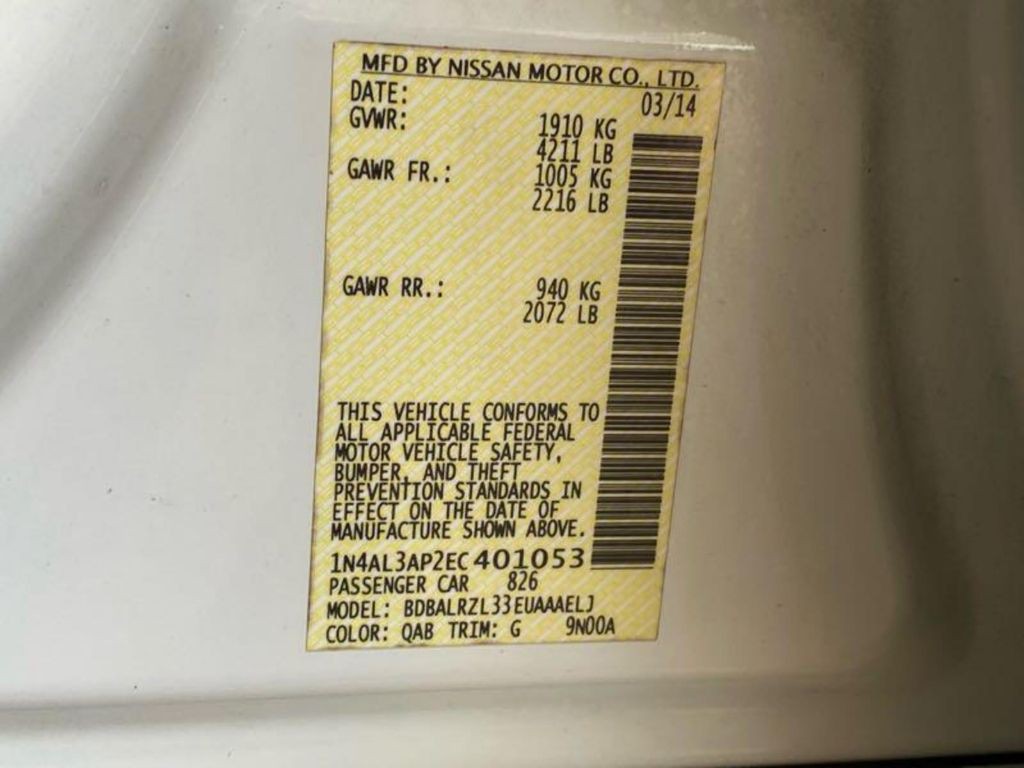 MFD BY NISSAN MOTOR CO., LTD.
DATE: 03/14
GVWR: 1910 KG
4211 LB
GAWR FR.: 1005 KG
2216 LB
GAWR RR.: 940 KG
2072 LB
THIS VEHICLE CONFORMS TO
ALL APPLICABLE FEDERAL
MOTOR VEHICLE SAFETY,
BUMPER, AND THEFT
PREVENTION STANDARDS IN
EFFECT ON THE DATE OF
MANUFACTURE SHOWN ABOVE.
1N4AL3AP2EC401053
PASSENGER CAR 826
MODEL: BDBALRZL33EUAAAELJ
COLOR: QAB TRIM: G 9N00A